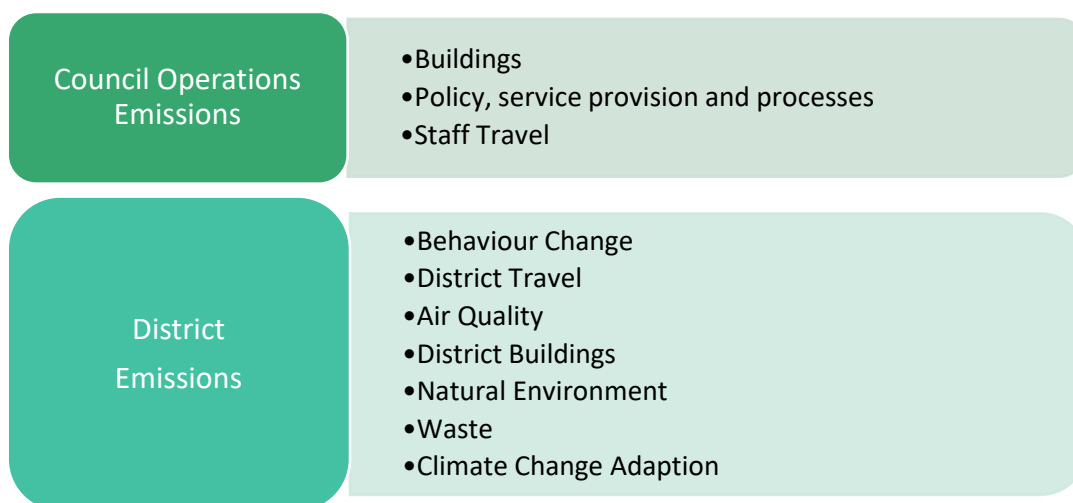 Council Operations
Emissions
•Buildings
•Policy, service provision and processes
•Staff Travel
District
Emissions
•Behaviour Change
•District Travel
•Air Quality
•District Buildings
•Natural Environment
•Waste
•Climate Change Adaption